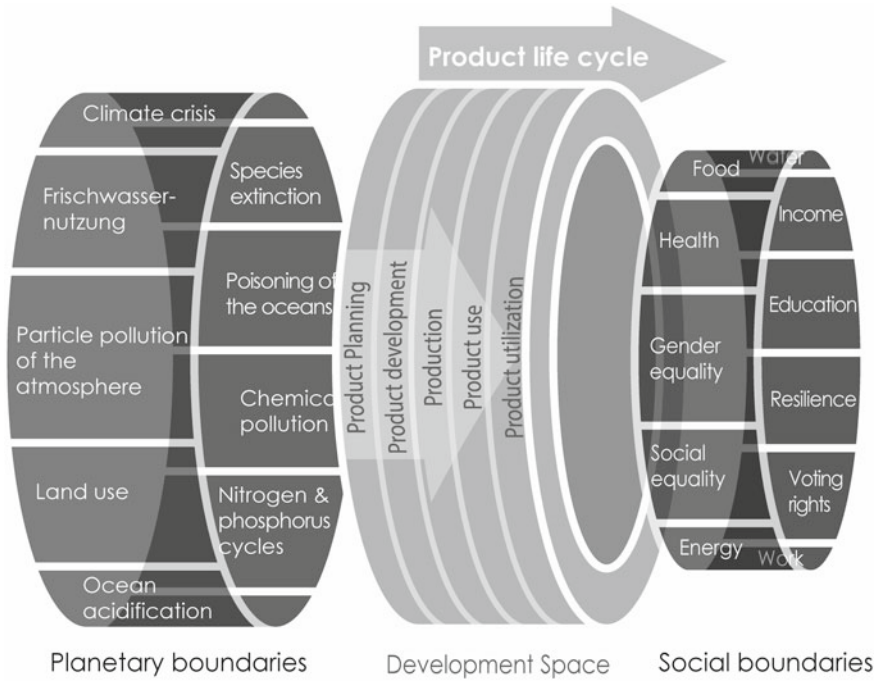 Product life cycle
Climate crisis
Frischwasser-
nutzung
Particle pollution
of the
atmosphere
Land use
Ocean
acidification
Species
extinction
Poisoning of
the oceans
Chemica
pollution
Nitrogen &
phosphorus
cycles
Product Planning
Product development
Production
Product use
Product utilization
Food
Health
Gender
equality
Social
equality
Energy
Water
Income
Education
Resilience
Voting
rights
Work
Planetary boundaries
Development Space
Social boundaries